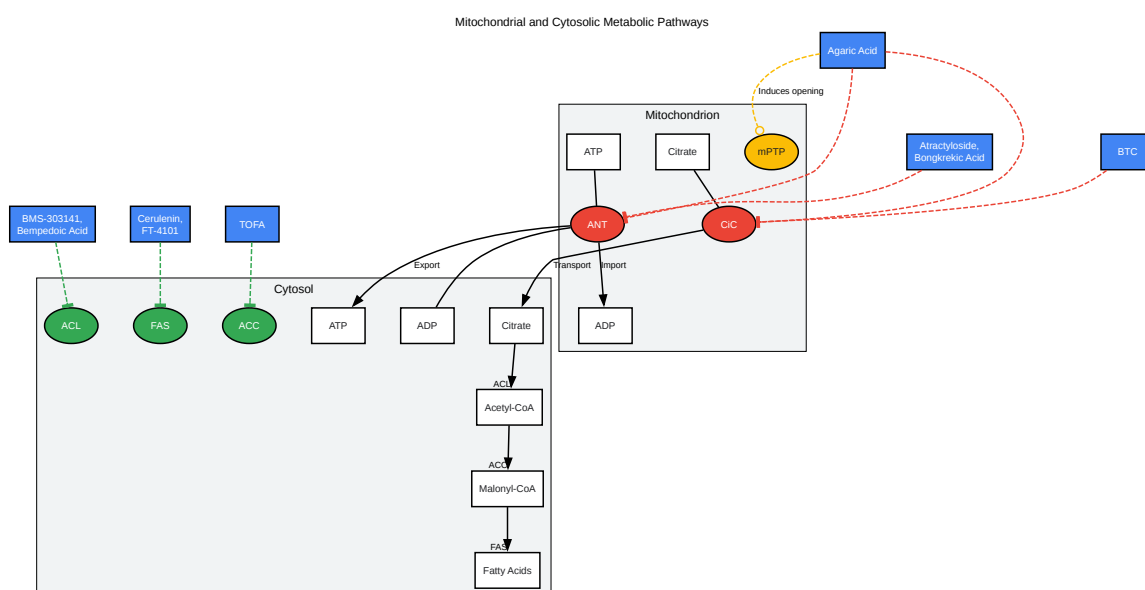 Mitochondrial and Cytosolic Metabolic Pathways
Agaric Acid
Induces opening
Mitochondrion
ATP
Citrate
mPTP
Atractyloside,
Bongkrekic Acid
BTC
BMS-303141,
Bempedoic Acid
Cerulenin,
FT-4101
TOFA
ANT
CiC
Export
Transport
Import
Cytosol
ACL
FAS
ACC
ATP
ADP
Citrate
ADP
ACL
Acetyl-CoA
ACC
Malonyl-CoA
FAS
Fatty Acids